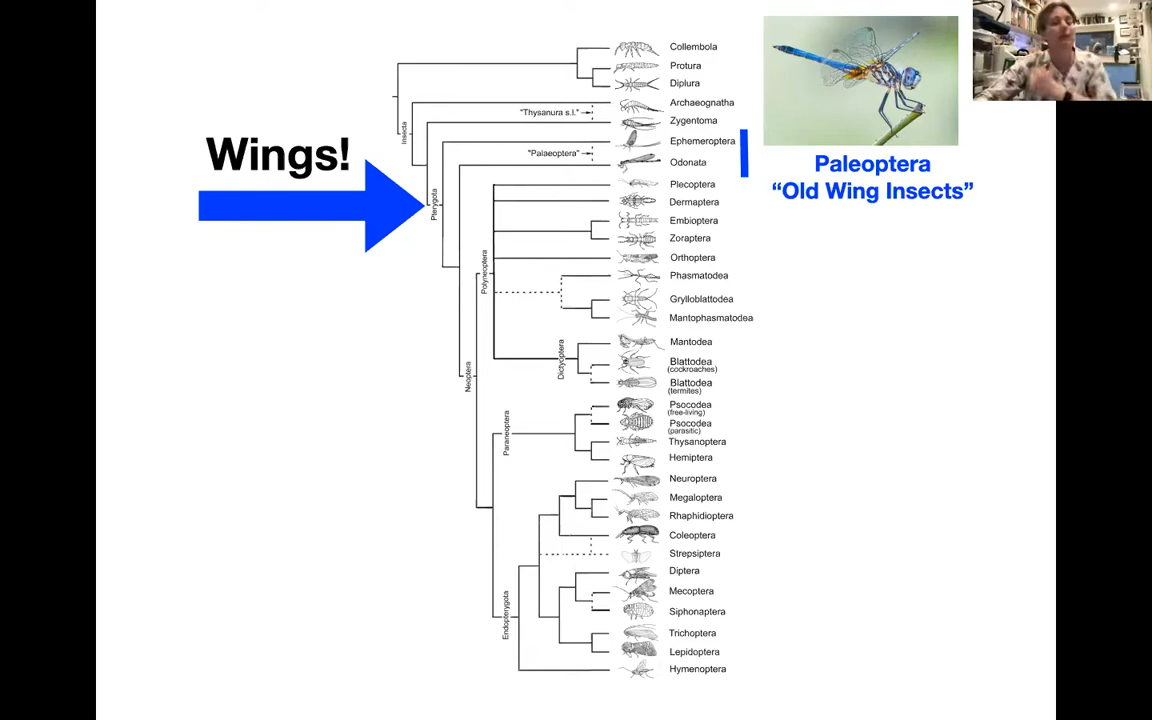 Wings!
Paleoptera
“Old Wing Insects”
Collembola
Protura
Diplura
Archaeognatha
"Thysanura s.l."
Zygentoma
Insecta
Ephemeroptera
"Palaeoptera"
Odonata
Pterygota
Plecoptera
Dermaptera
Embioptera
Zoraptera
Orthoptera
Polyneoptera
Phasmatodea
Grylloblattodea
Mantophasmatodea
Mantodea
Dictyoptera
Blattodea
(cockroaches)
Blattodea
(termites)
Neoptera
Psocodea
(free-living)
Psocodea
(parasitic)
Paraneoptera
Thysanoptera
Hemiptera
Neuroptera
Megaloptera
Rhaphidioptera
Coleoptera
Strepsiptera
Diptera
Mecoptera
Siphonaptera
Endopterygota
Trichoptera
Lepidoptera
Hymenoptera